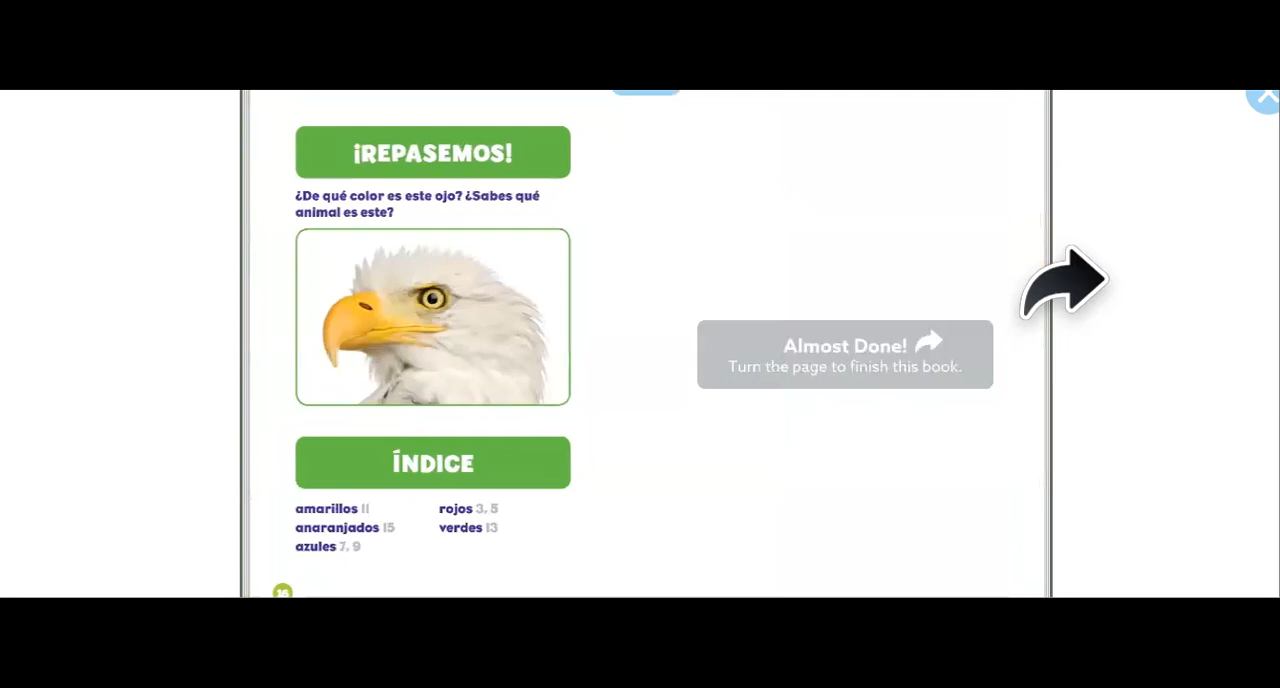 ¡REPASEMOS!
¿De qué color es este ojo? ¿Sabes qué
animal es este?
Almost Done!
Turn the page to finish this book.
ÍNDICE
amarillos 11
anaranjados 15
azules 7, 9
rojos 3, 5
verdes 13
16